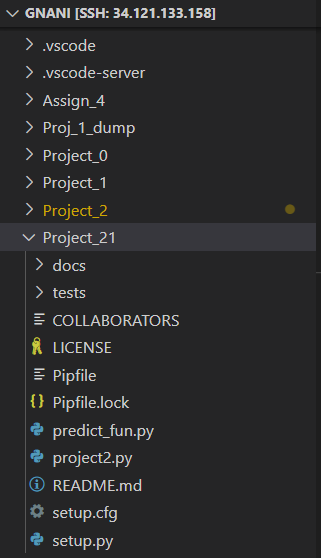 GNANI [SSH: 34.121.133.158]
.vscode
.vscode-server
Assign_4
Proj_1_dump
Project_0
Project_1
Project_2
Project_21
docs
tests
COLLABORATORS
LICENSE
Pipfile
Pipfile.lock
predict_fun.py
project2.py
README.md
setup.cfg
setup.py